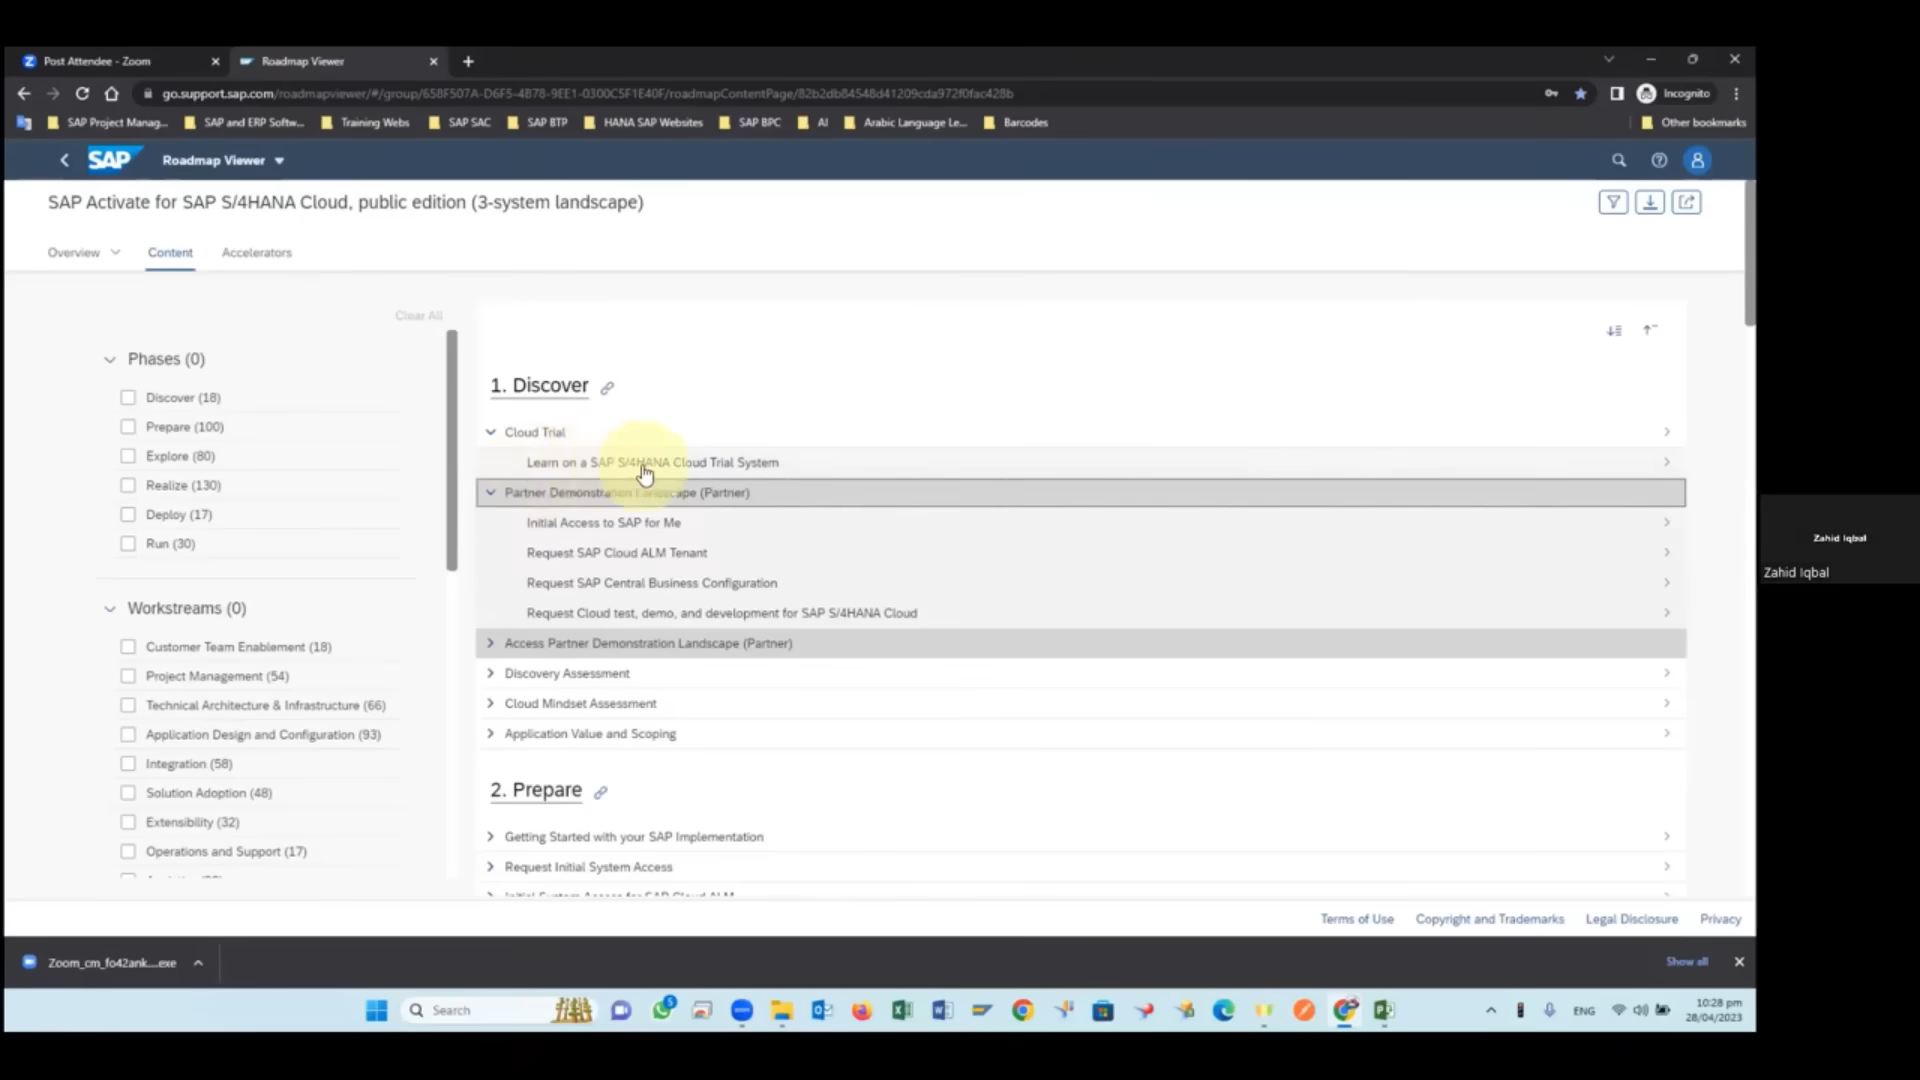 Post Attendee - Zoom
Roadmap Viewer
go.support.sap.com/roadmapviewer/#/group/658F507A-D6F5-4B78-9EE1-0300C5F1E40F/roadmapContentPage/82b2db84548d41209cda972f0fac428b
Incognito
SAP Project Manag...
SAP and ERP Softw...
Training Webs
SAP SAC
SAP BTP
HANA SAP Websites
SAP BPC
AI
Arabic Language Le...
Barcodes
Other bookmarks
SAP
Roadmap Viewer
SAP Activate for SAP S/4HANA Cloud, public edition (3-system landscape)
Overview
Content
Accelerators
Clear All
Phases (0)
Discover (18)
Prepare (100)
Explore (80)
Realize (130)
Deploy (17)
Run (30)
Workstreams (0)
Customer Team Enablement (18)
Project Management (54)
Technical Architecture & Infrastructure (66)
Application Design and Configuration (93)
Integration (58)
Solution Adoption (48)
Extensibility (32)
Operations and Support (17)
1. Discover
Cloud Trial
Learn on a SAP S/4HANA Cloud Trial System
Partner Demonstration Landscape (Partner)
Initial Access to SAP for Me
Request SAP Cloud ALM Tenant
Request SAP Central Business Configuration
Request Cloud test, demo, and development for SAP S/4HANA Cloud
Access Partner Demonstration Landscape (Partner)
Discovery Assessment
Cloud Mindset Assessment
Application Value and Scoping
2. Prepare
Getting Started with your SAP Implementation
Request Initial System Access
Initial System Access for SAP Cloud ALM
Terms of Use
Copyright and Trademarks
Legal Disclosure
Privacy
Zahid Iqbal
Zahid Iqbal
Zoom_cm_fo42ank....exe
Show all
Search
5
ENG
10:28 pm
28/04/2023